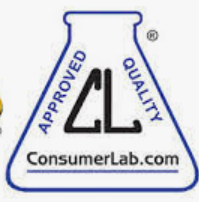 ®
APPROVED QUALITY
CL
ConsumerLab.com